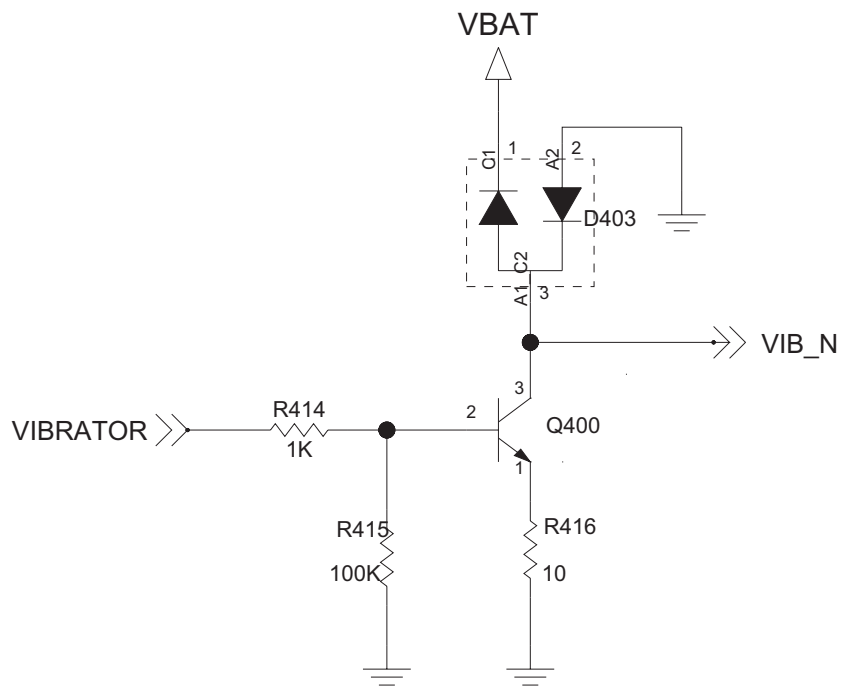 VBAT
C1
1
A2
2
D403
C2
A1
3
VIB_N
3
R414
2
Q400
VIBRATOR
1K
1
R415
R416
100K
10